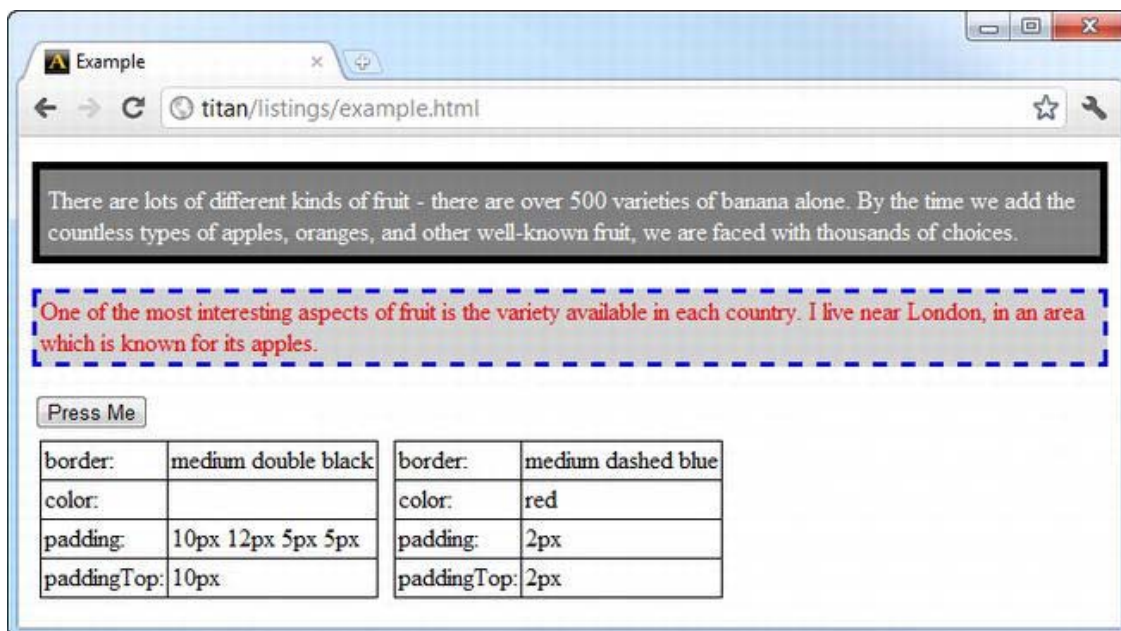 Example
titan/listings/example.html
There are lots of different kinds of fruit - there are over 500 varieties of banana alone. By the time we add the
countless types of apples, oranges, and other well-known fruit, we are faced with thousands of choices.
One of the most interesting aspects of fruit is the variety available in each country. I live near London, in an area
which is known for its apples.
Press Me
border: medium double black border: medium dashed blue
color: color: red
padding: 10px 12px 5px 5px padding: 2px
paddingTop: 10px paddingTop: 2px